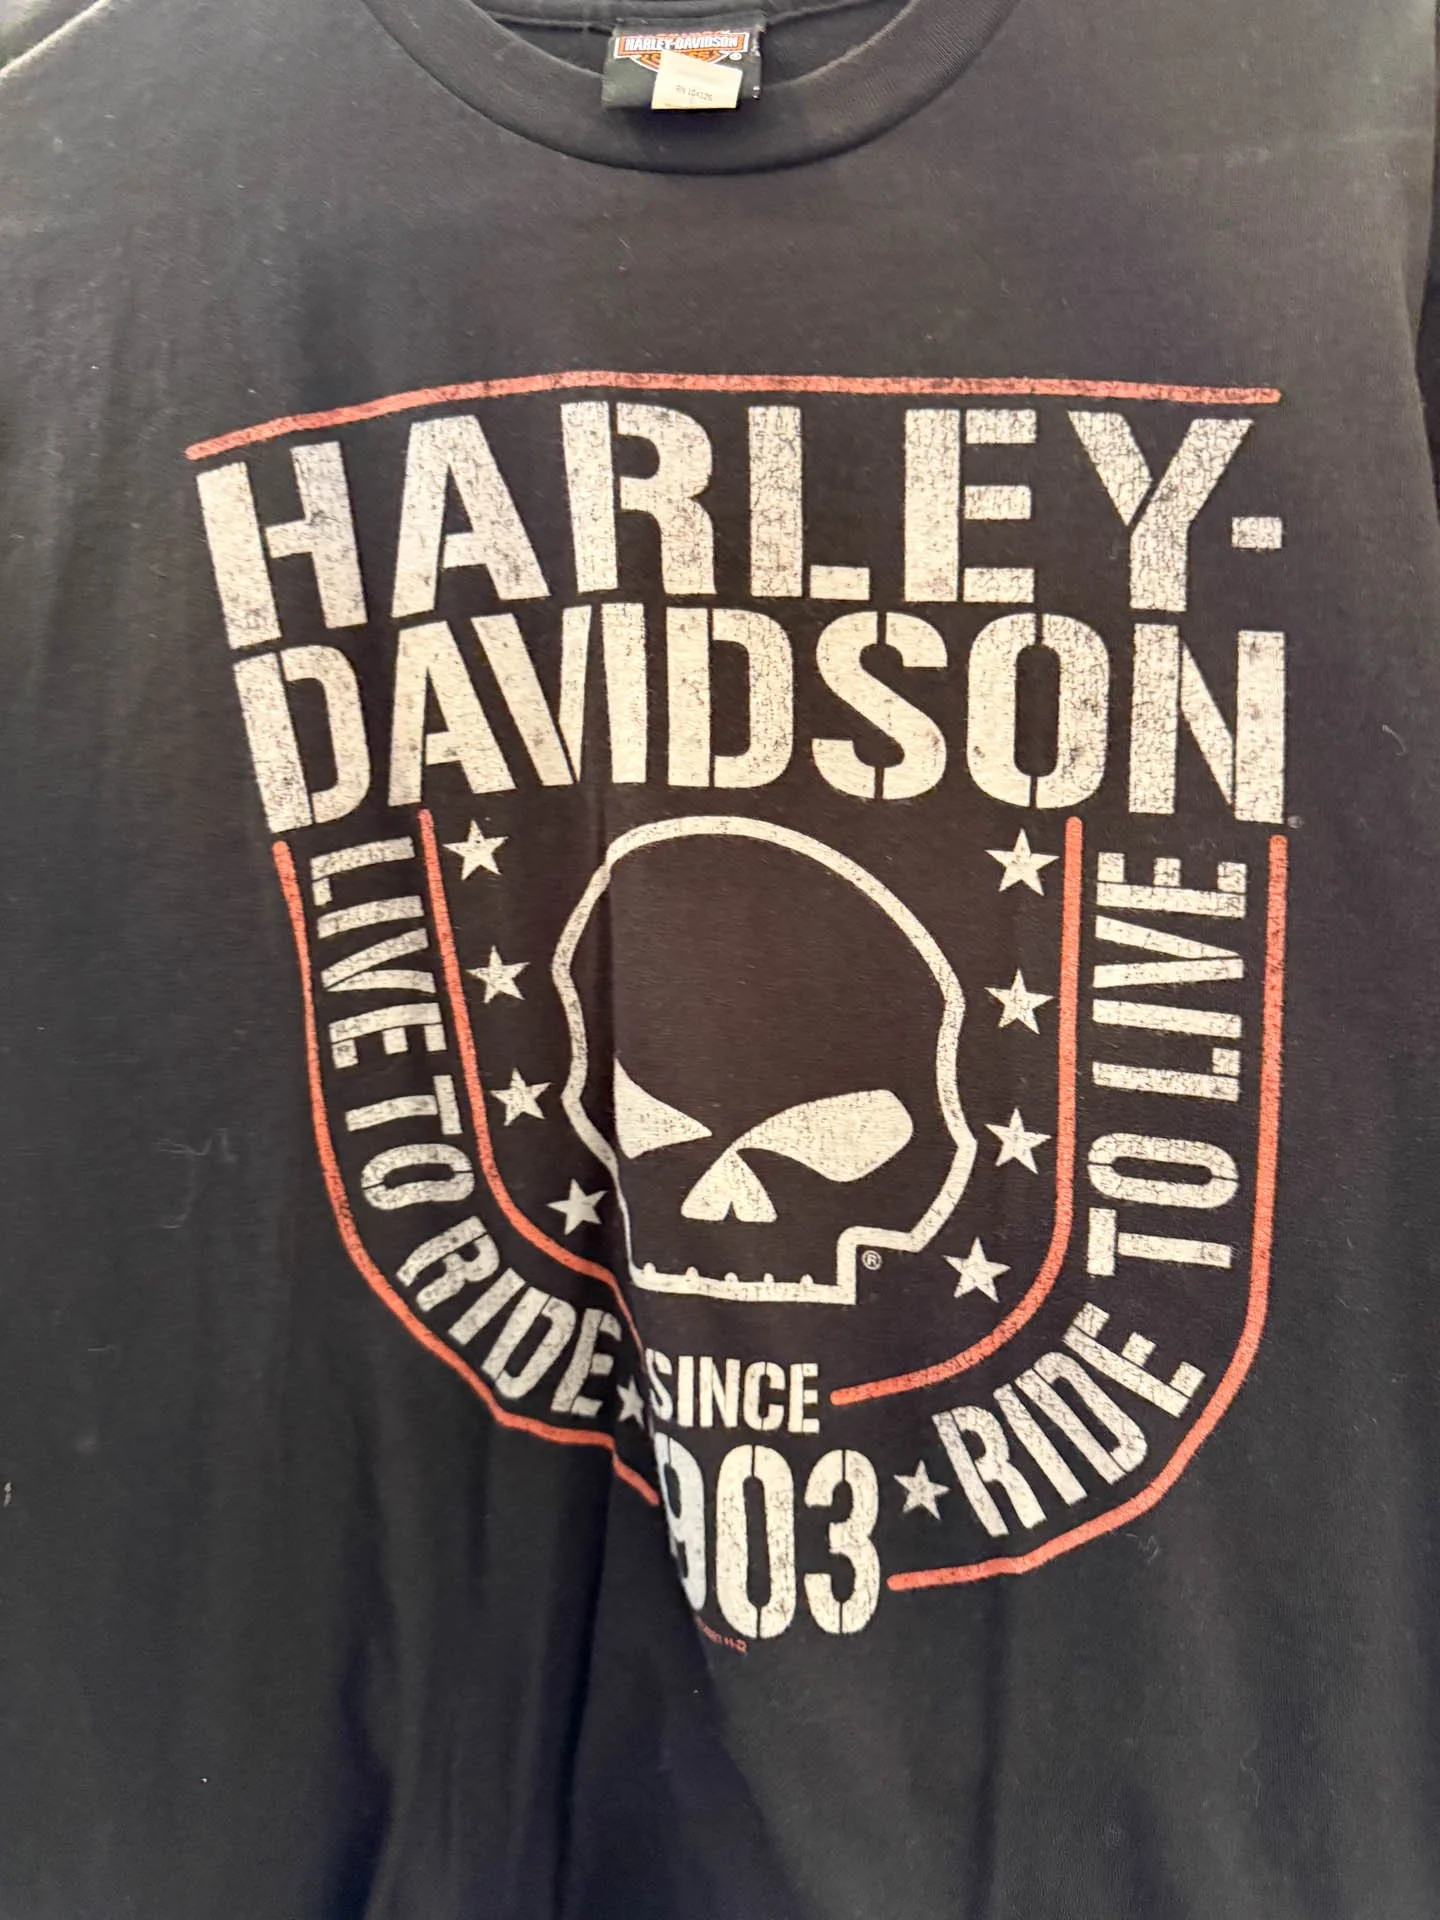 HARLEY-DAVIDSON
HARLEY-
DAVIDSON
LIVE TO RIDE
RIDE TO LIVE
®
SINCE
903